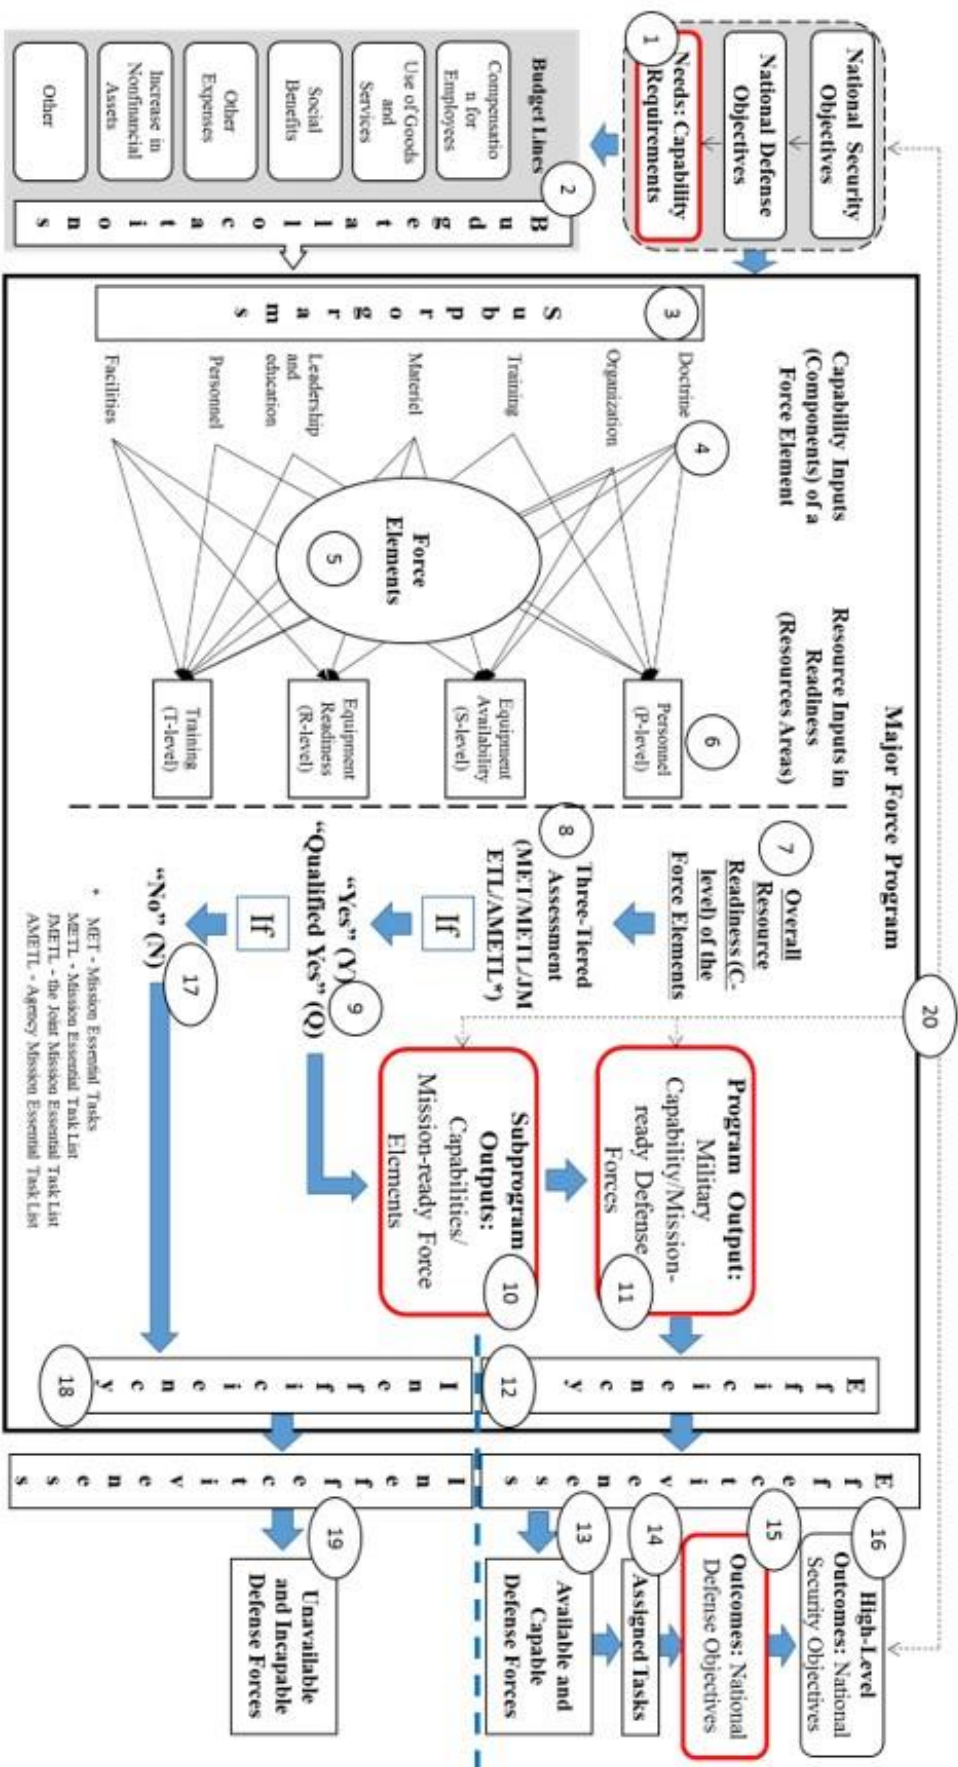 20
Major Force Program
National Security
Objectives
National Defense
Objectives
1
Needs: Capability
Requirements
Budget Lines
2
Compensatio
n for
Employees
Use of Goods
and
Services
Social
Benefits
Other
Expenses
Increase in
Nonfinancial
Assets
Other
Budgetallocations
Capability Inputs
(Components) of a
Force Element
3
Subprograms
4
Doctrine
Organization
Training
Materiel
Leadership
and
education
Personnel
Facilities
Force
Elements
5
Resource Inputs in
Readiness
(Resources Areas)
6
Personnel
(P-level)
Equipment
Availability
(S-level)
Equipment
Readiness
(R-level)
Training
(T-level)
7
Overall
Resource
Readiness (C-
level) of the
Force Elements
8
Three-Tiered
Assessment
(MET/METL/JM
ETL/AMETL*)
If
"Yes" (Y)
"Qualified Yes" (Q)
9
If
"No" (N)
17
* MET - Mission Essential Tasks
METL - Mission Essential Task List
JMETL - the Joint Mission Essential Task List
AMETL - Agency Mission Essential Task List
Program Output:
Military
Capability/Mission-
ready Defense
Forces
11
Subprogram
Outputs:
Capabilities/
Mission-ready Force
Elements
10
Efficiency
12
Inefficiency
18
Effectiveness
Ineffectiveness
16
High-Level
Outcomes: National
Security Objectives
15
Outcomes: National
Defense Objectives
14
Assigned Tasks
13
Available and
Capable
Defense Forces
19
Unavailable
and Incapable
Defense Forces